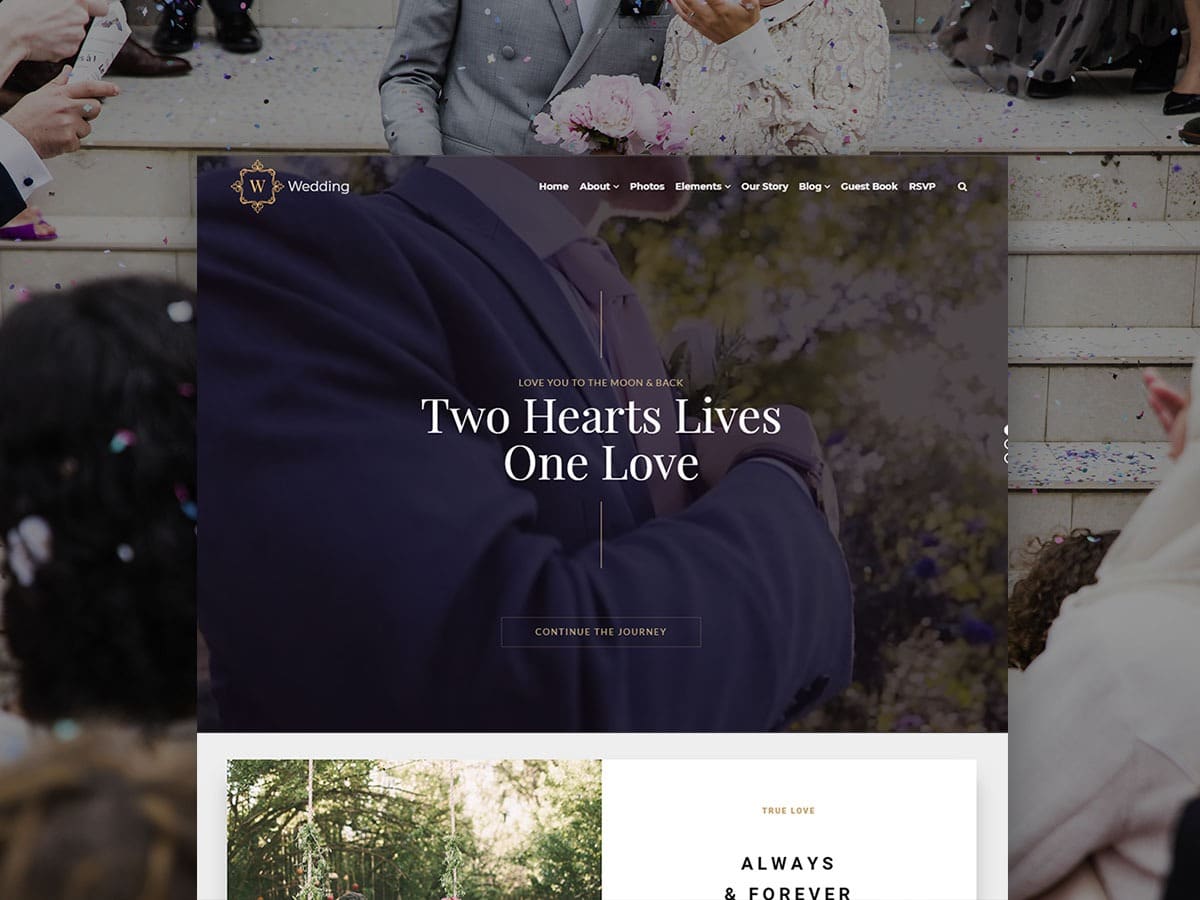 sál
W Wedding
Home About Photos Elements Our Story Blog Guest Book RSVP
LOVE YOU TO THE MOON & BACK
Two Hearts Lives
One Love
CONTINUE THE JOURNEY
TRUE LOVE
ALWAYS
& FOREVER